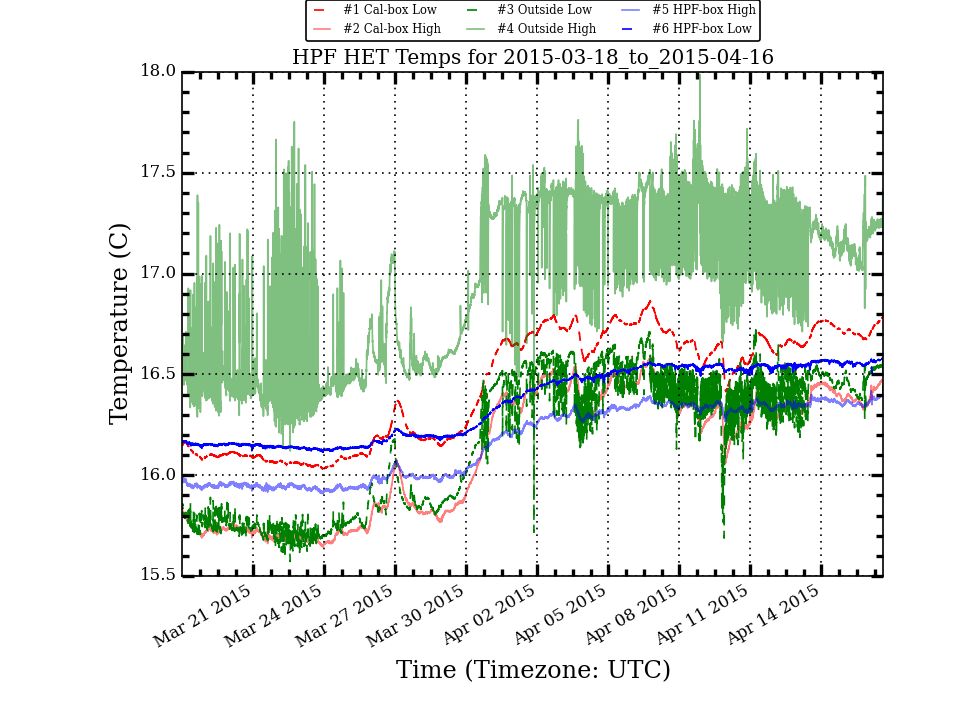 #1 Cal-box Low #3 Outside Low #5 HPF-box High
#2 Cal-box High #4 Outside High #6 HPF-box Low
HPF HET Temps for 2015-03-18_to_2015-04-16
18.0
17.5
17.0
16.5
16.0
15.5
Temperature (C)
Mar 21 2015 Mar 24 2015 Mar 27 2015 Mar 30 2015 Apr 02 2015 Apr 05 2015 Apr 08 2015 Apr 11 2015 Apr 14 2015
Time (Timezone: UTC)